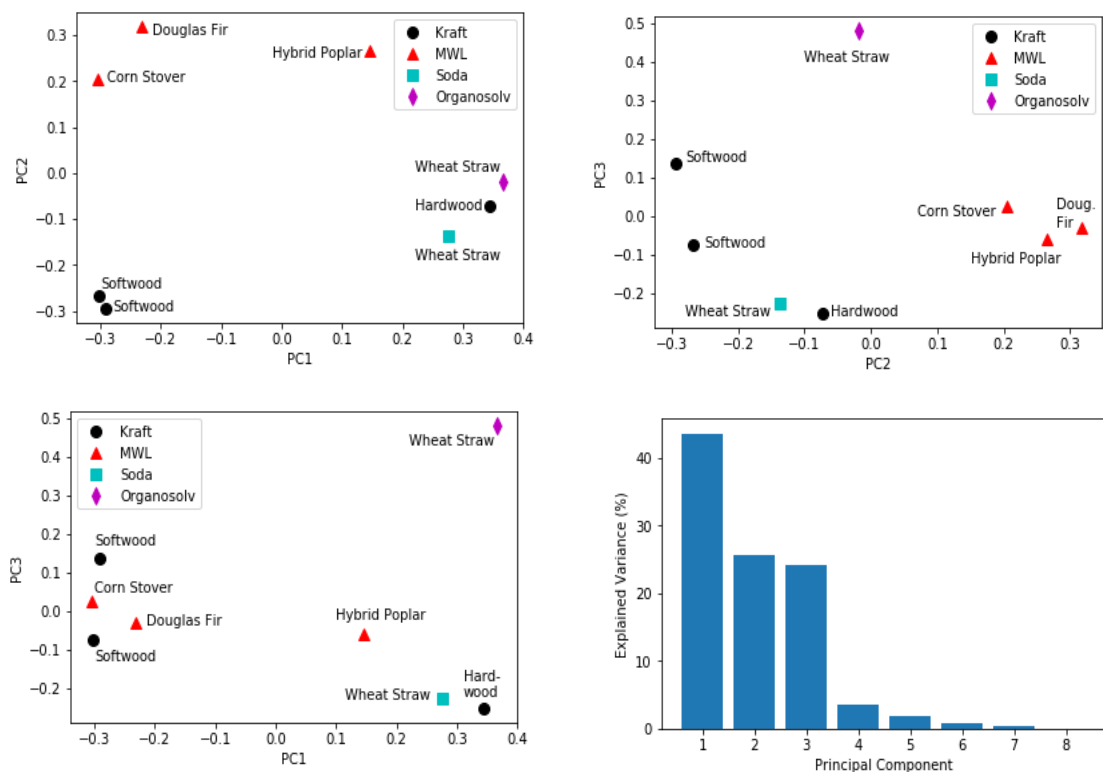 0.3
0.2
0.1
0.0
−0.1
−0.2
−0.3
PC2
Douglas Fir
Corn Stover
Hybrid Poplar
Kraft
MWL
Soda
Organosolv
Wheat Straw
Hardwood
Wheat Straw
Softwood
Softwood
−0.3
−0.2
−0.1
0.0
0.1
0.2
0.3
0.4
PC1
0.5
0.4
0.3
0.2
0.1
0.0
−0.1
−0.2
PC3
Wheat Straw
Kraft
MWL
Soda
Organosolv
Softwood
Softwood
Corn Stover
Doug.
Fir
Hybrid Poplar
Wheat Straw
Hardwood
−0.3
−0.2
−0.1
0.0
0.1
0.2
0.3
PC2
0.5
0.4
0.3
0.2
0.1
0.0
−0.1
−0.2
PC3
Kraft
MWL
Soda
Organosolv
Wheat Straw
Softwood
Corn Stover
Douglas Fir
Softwood
Hybrid Poplar
Wheat Straw
Hard-
wood
−0.3
−0.2
−0.1
0.0
0.1
0.2
0.3
0.4
PC1
40
30
20
10
0
Explained Variance (%)
1
2
3
4
5
6
7
8
Principal Component